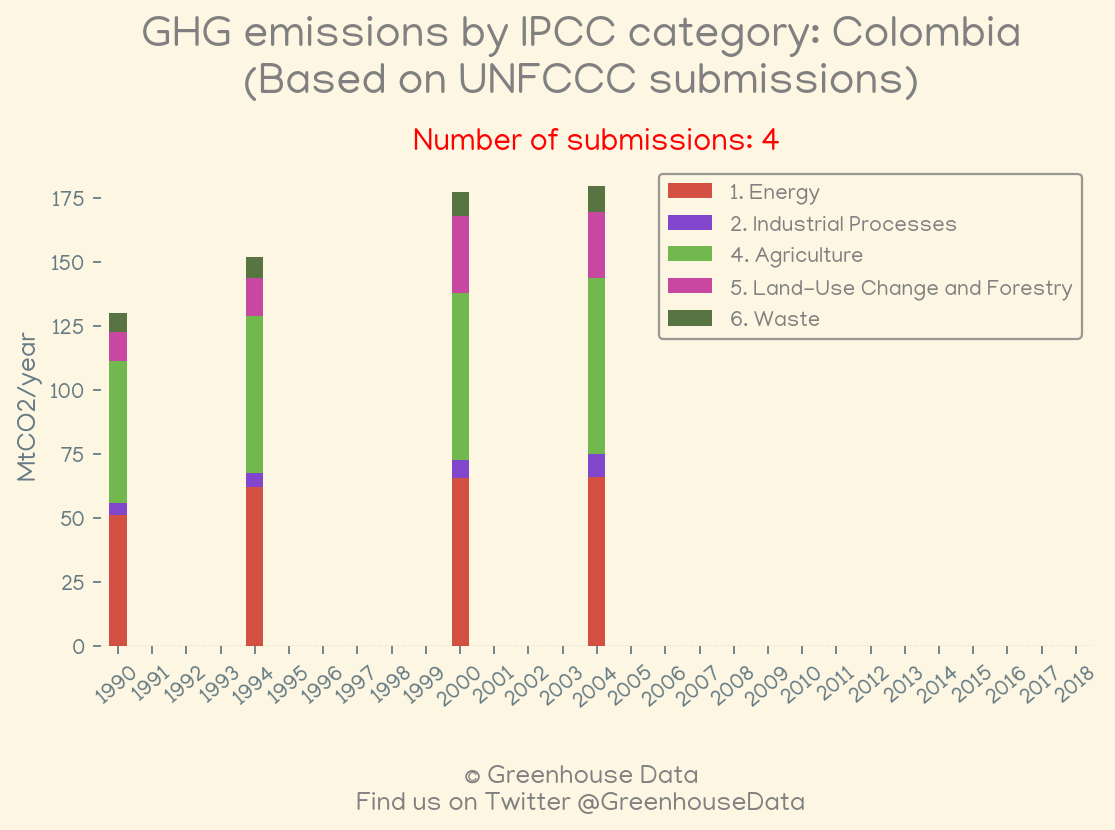 GHG emissions by IPCC category: Colombia
(Based on UNFCCC submissions)
Number of submissions: 4
175
150
125
100
75
50
25
0
MtCO2/year
1. Energy
2. Industrial Processes
4. Agriculture
5. Land-Use Change and Forestry
6. Waste
1990 1991 1992 1993 1994 1995 1996 1997 1998 1999 2000 2001 2002 2003 2004 2005 2006 2007 2008 2009 2010 2011 2012 2013 2014 2015 2016 2017 2018
© Greenhouse Data
Find us on Twitter @GreenhouseData